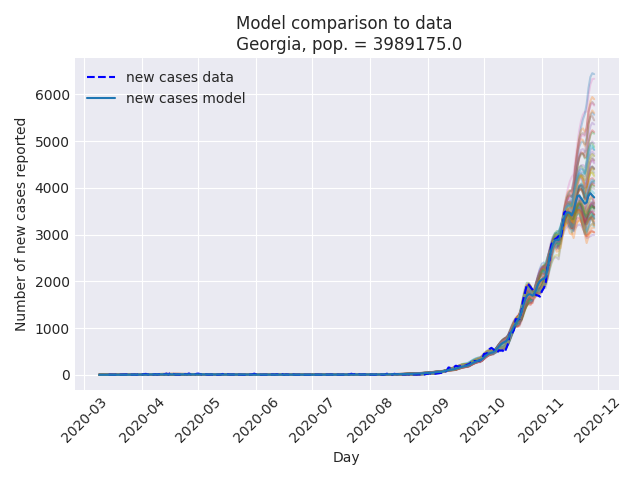 Model comparison to data
Georgia, pop. = 3989175.0
new cases data
new cases model
Number of new cases reported
6000
5000
4000
3000
2000
1000
0
2020-03
2020-04
2020-05
2020-06
2020-07
2020-08
2020-09
2020-10
2020-11
2020-12
Day